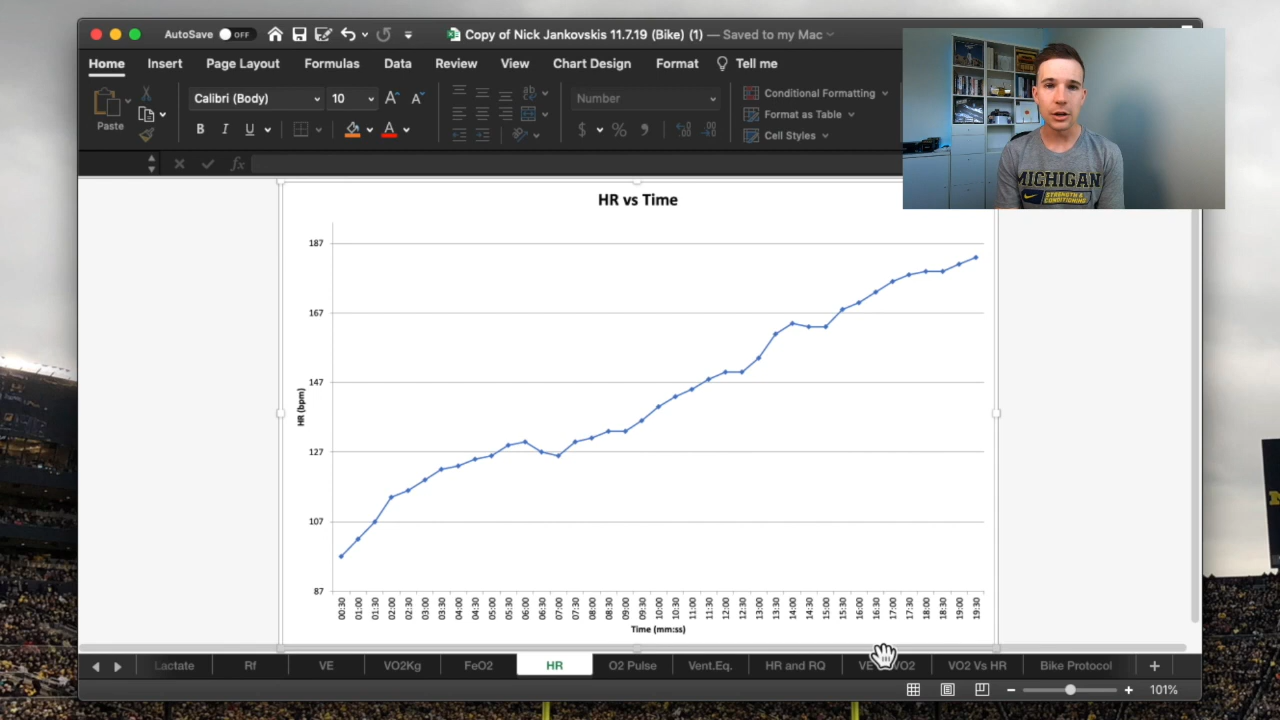 AutoSave OFF Copy of Nick Jankovskis 11.7.19 (Bike) (1) — Saved to my Mac
Home Insert Page Layout Formulas Data Review View Chart Design Format Tell me
Paste Calibri (Body) 10 A A Number Conditional Formatting
Format as Table
B I U A $ % Cell Styles
fx
MICHIGAN
STRENGTH &
CONDITIONING
HR vs Time
187
167
147
127
107
87
HR (bpm)
00:30 01:00 01:30 02:00 02:30 03:00 03:30 04:00 04:30 05:00 05:30 06:00 06:30 07:00 07:30 08:00 08:30 09:00 09:30 10:00 10:30 11:00 11:30 12:00 12:30 13:00 13:30 14:00 14:30 15:00 15:30 16:00 16:30 17:00 17:30 18:00 18:30 19:00 19:30
Time (mm:ss)
Lactate Rf VE VO2Kg FeO2 HR O2 Pulse Vent.Eq. HR and RQ VE VO2 VO2 Vs HR Bike Protocol +
101%